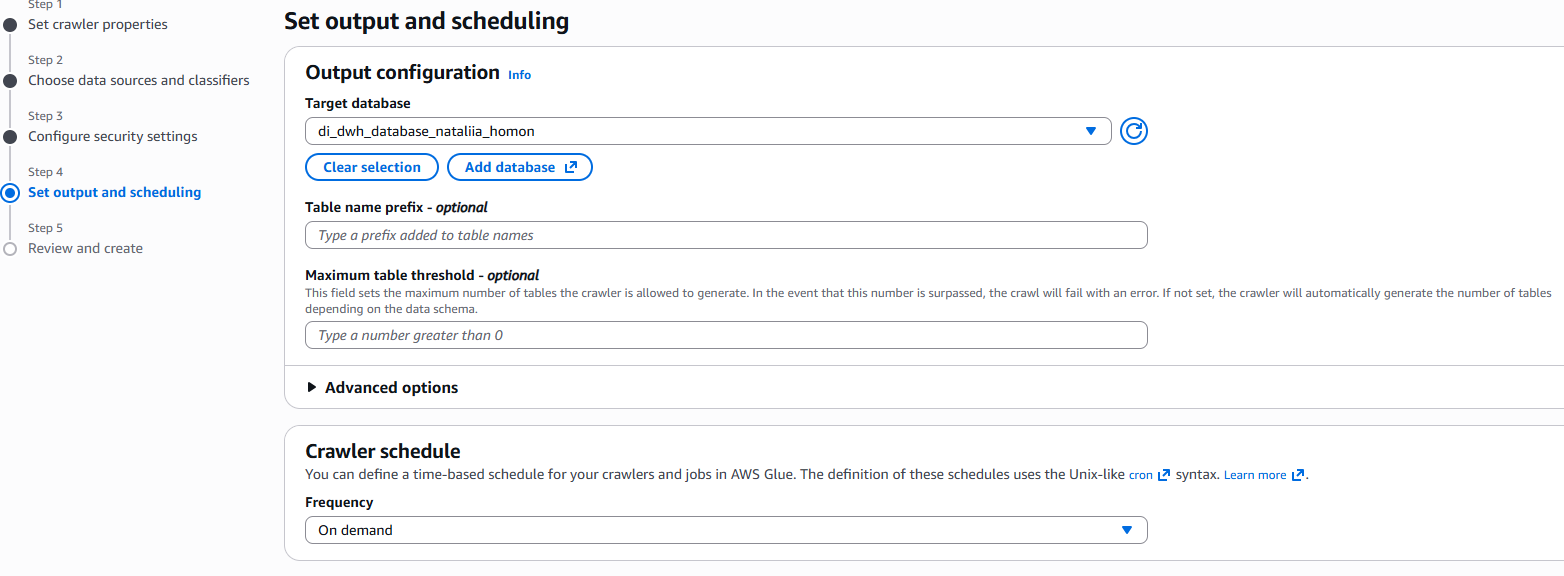 Step 1
Set crawler properties
Step 2
Choose data sources and classifiers
Step 3
Configure security settings
Step 4
Set output and scheduling
Step 5
Review and create
Set output and scheduling
Output configuration Info
Target database
di_dwh_database_nataliia_homon
Clear selection
Add database
Table name prefix - optional
Type a prefix added to table names
Maximum table threshold - optional
This field sets the maximum number of tables the crawler is allowed to generate. In the event that this number is surpassed, the crawl will fail with an error. If not set, the crawler will automatically generate the number of tables
depending on the data schema.
Type a number greater than 0
Advanced options
Crawler schedule
You can define a time-based schedule for your crawlers and jobs in AWS Glue. The definition of these schedules uses the Unix-like cron syntax. Learn more .
Frequency
On demand